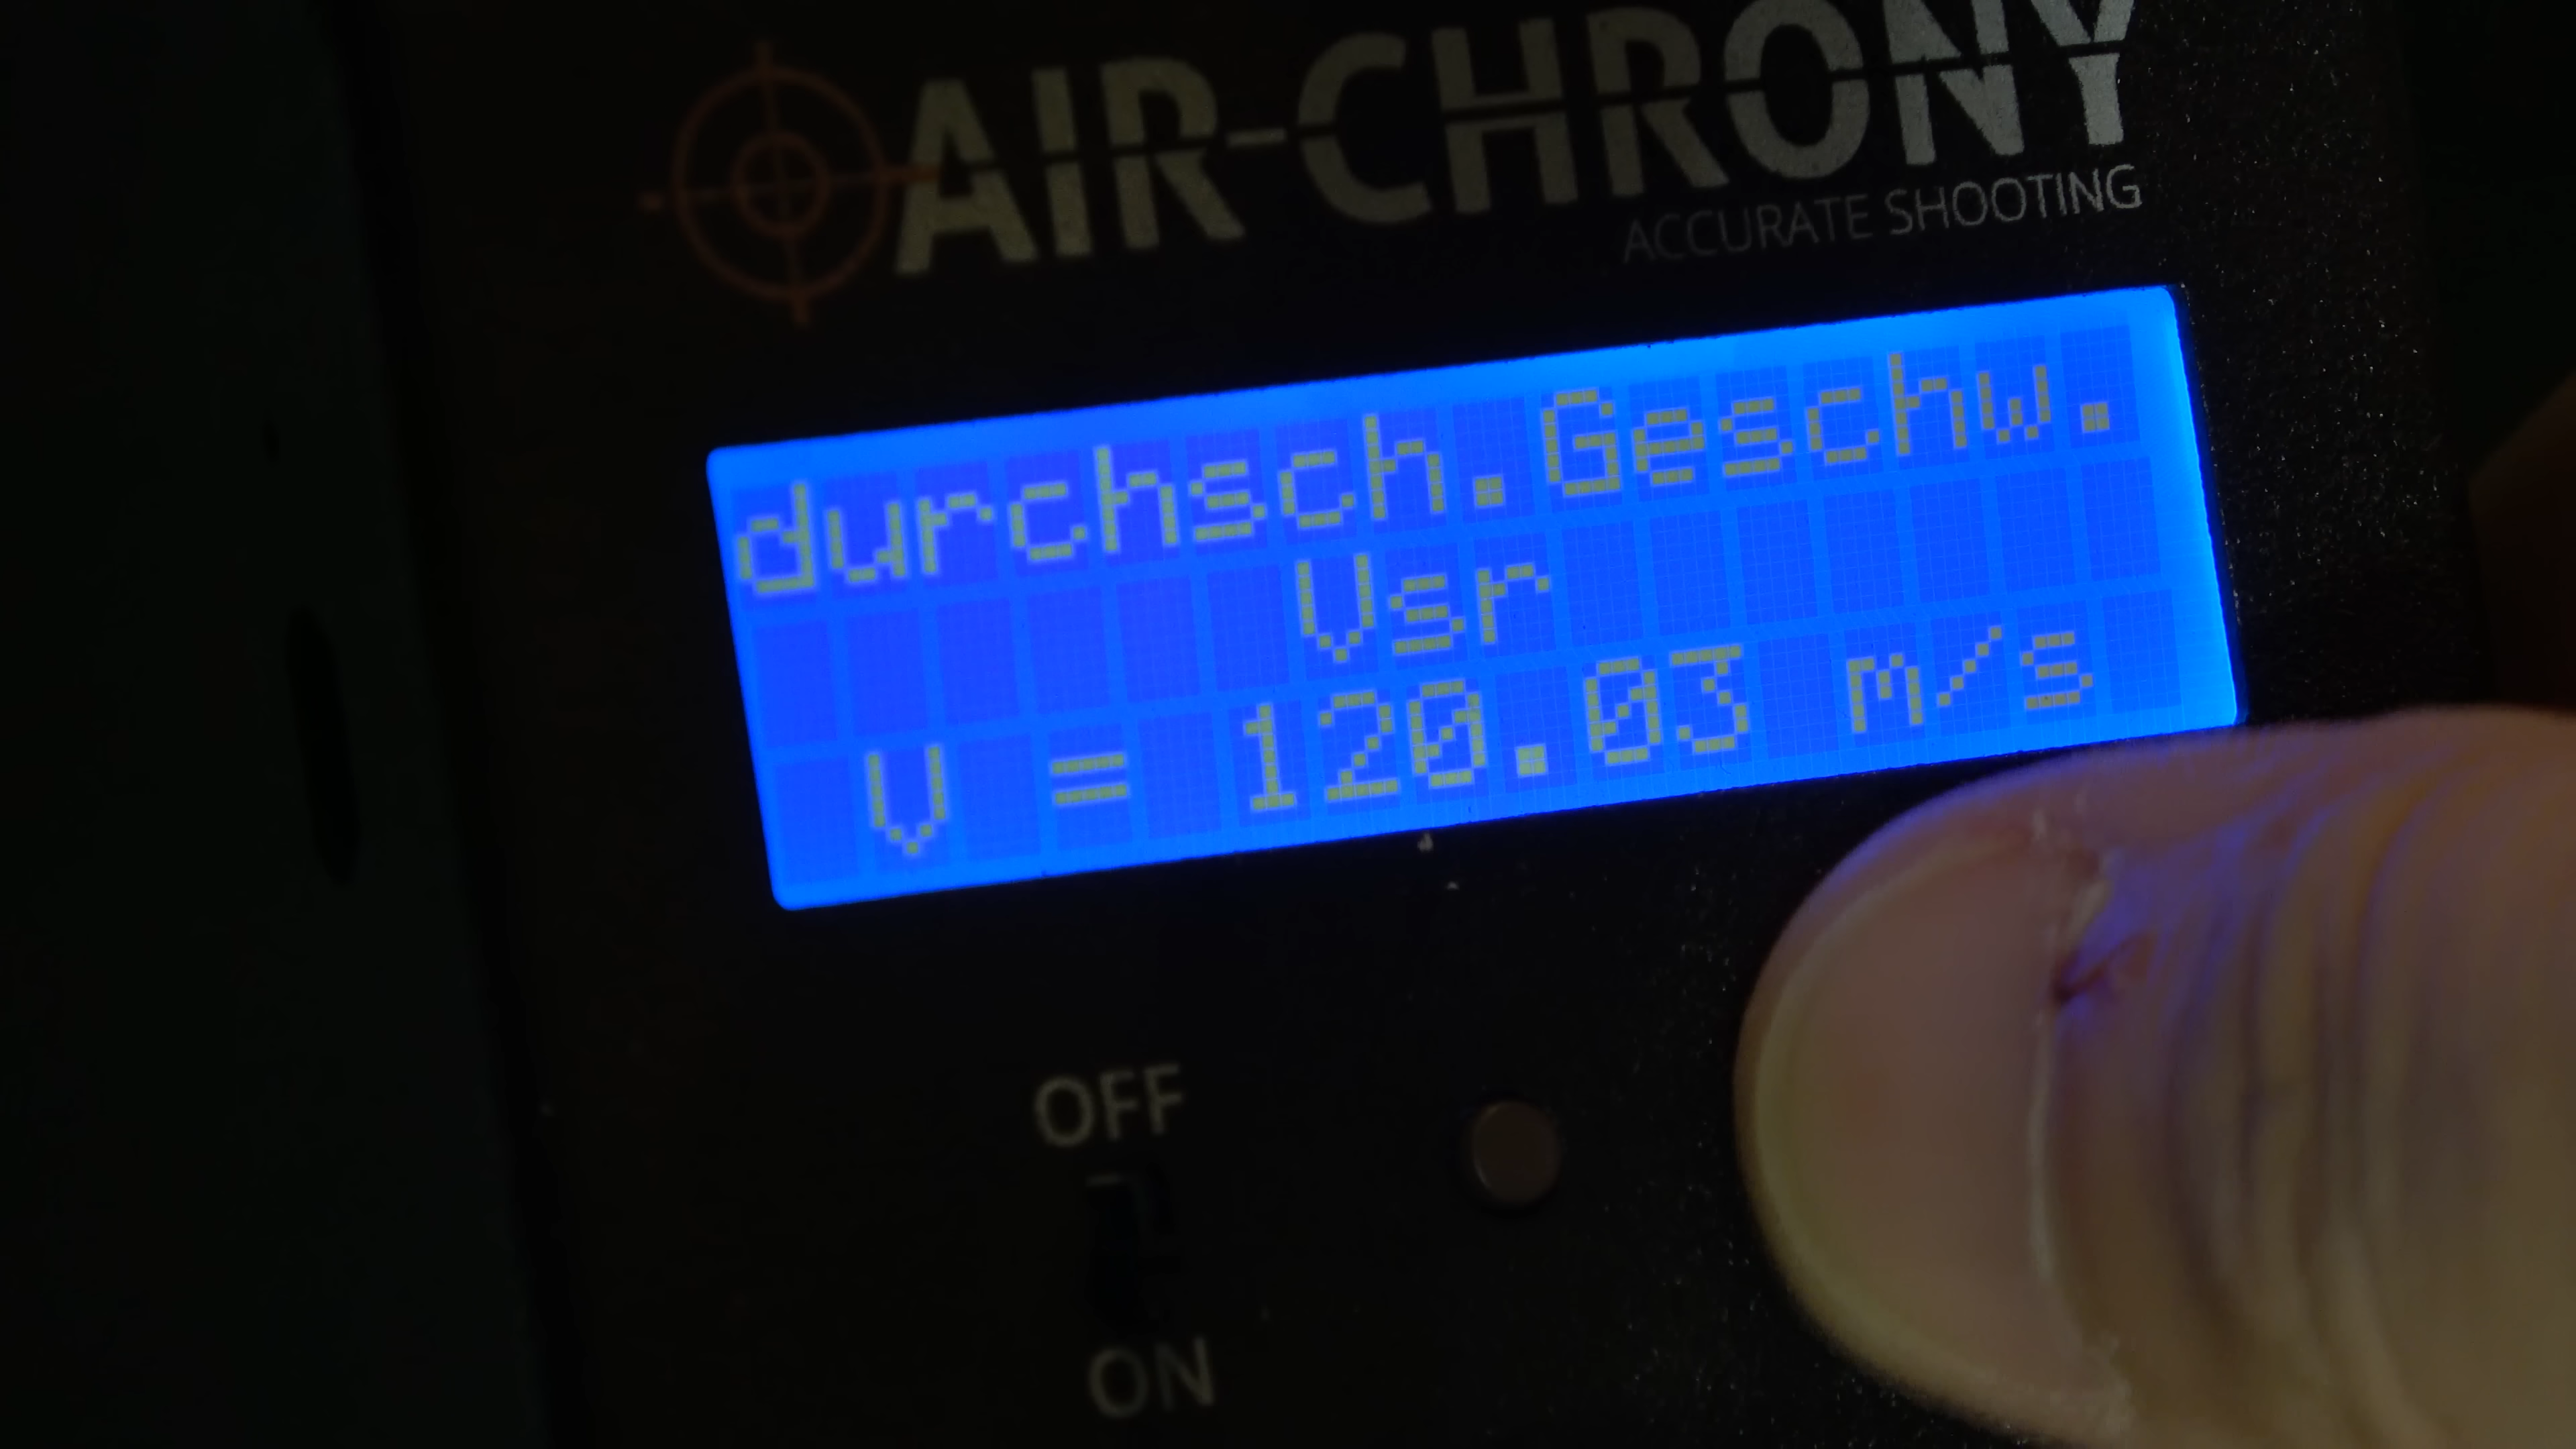 AIR-CHRONY
ACCURATE SHOOTING
durchsch.Geschw.
Vsr
V = 120.03 m/s
OFF
ON